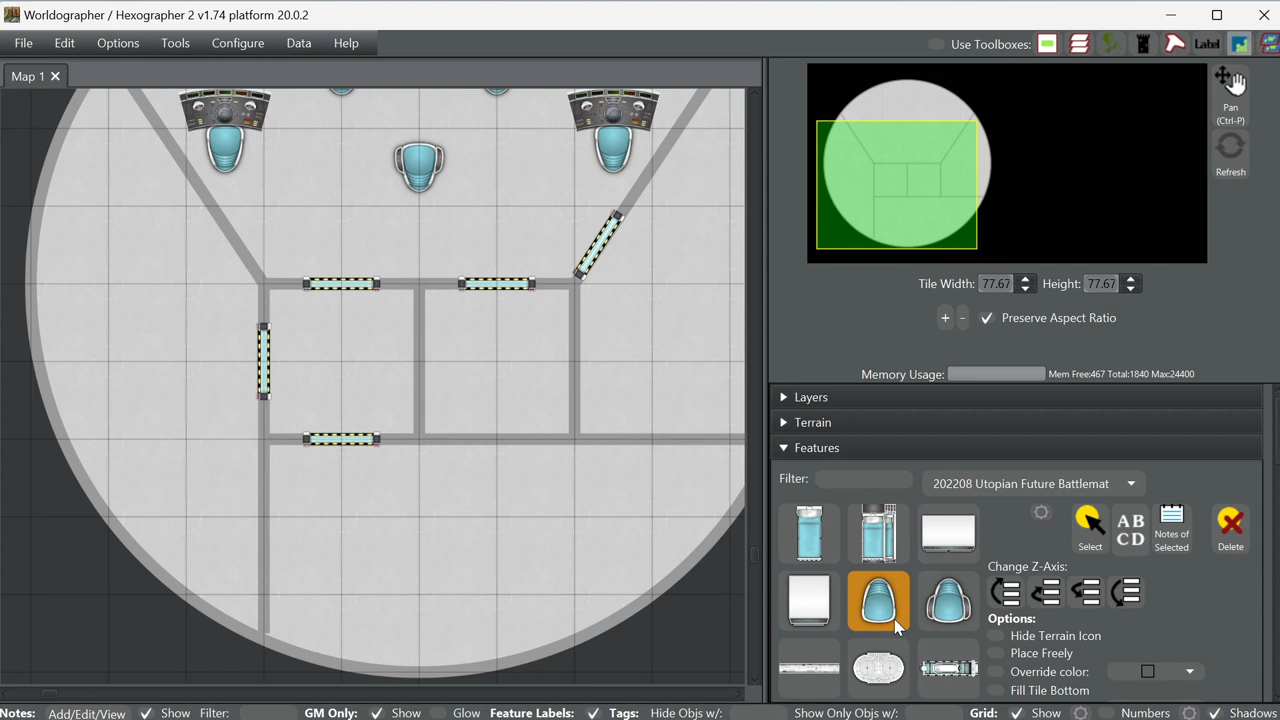 Worldographer / Hexographer 2 v1.74 platform 20.0.2
File Edit Options Tools Configure Data Help
Use Toolboxes: Label
Map 1
Pan
(Ctrl-P)
Refresh
Tile Width: 77.67 Height: 77.67
+ - Preserve Aspect Ratio
Memory Usage: Mem Free:467 Total:1840 Max:24400
Layers
Terrain
Features
Filter: 202208 Utopian Future Battlemat
Select
AB
CD
Notes of
Selected
Delete
Change Z-Axis:
Options:
Hide Terrain Icon
Place Freely
Override color:
Fill Tile Bottom
Notes: Add/Edit/View Show Filter: GM Only: Show Glow Feature Labels: Tags: Hide Objs w/: Show Only Objs w/: Grid: Show Numbers Shadows